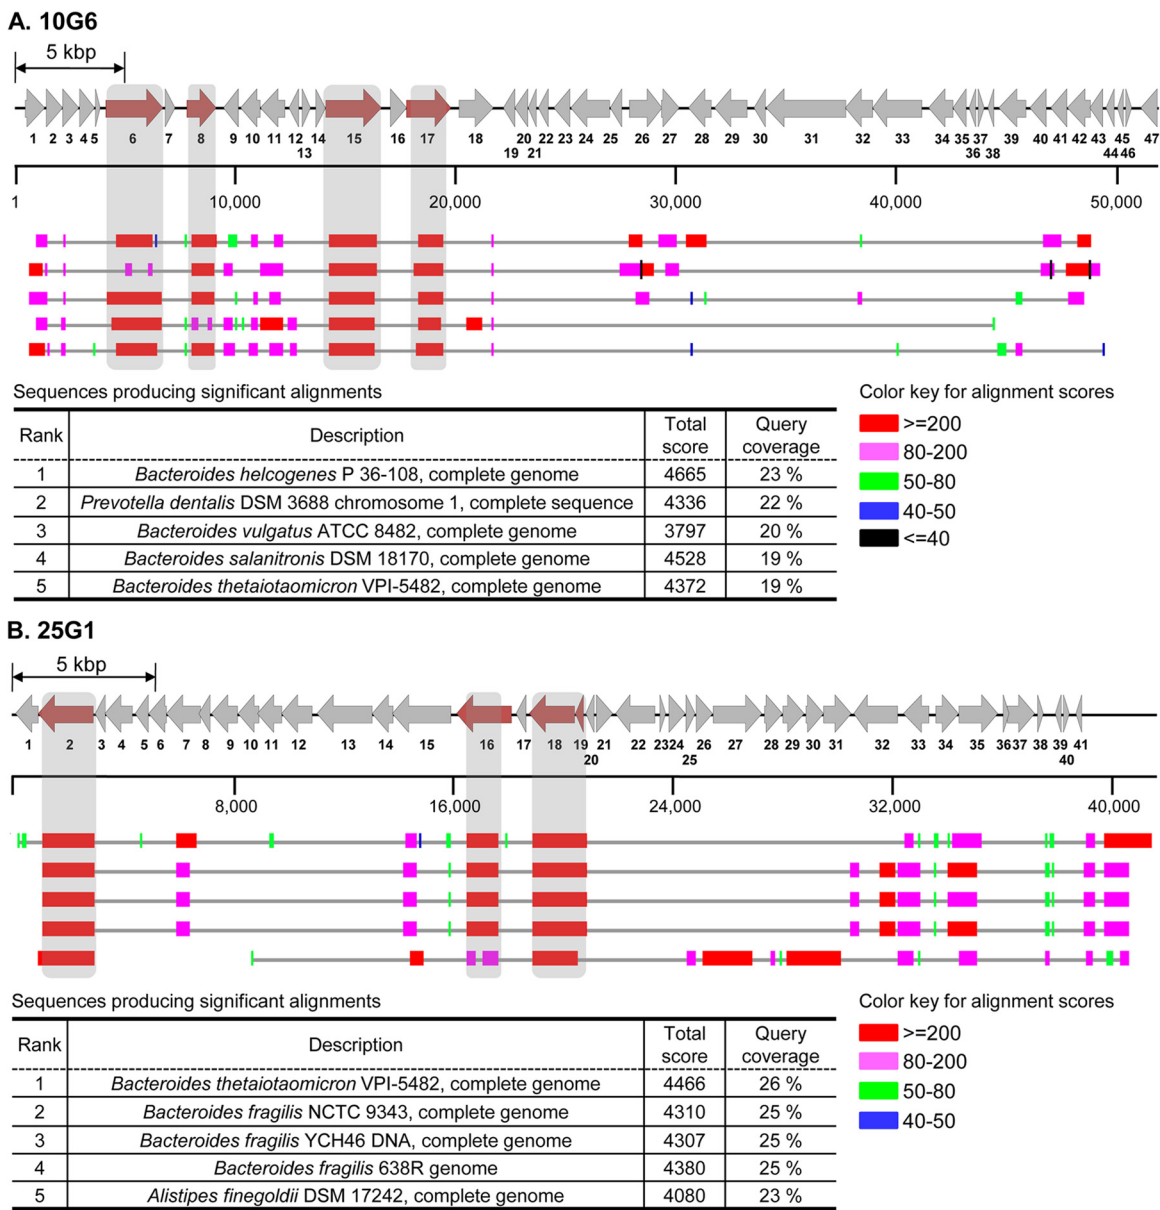 A. 10G6
5 kbp
1 2 3 4 5 6 7 8 9 10 11 12 14 15 16 17 18 20 22 23 24 25 26 27 28 29 30 31 32 33 34 35 37 39 40 41 42 43 45 47
13 19 21 36 38 44 46
1 10,000 20,000 30,000 40,000 50,000
Sequences producing significant alignments
Rank Description Total score Query coverage
1 Bacteroides helcogenes P 36-108, complete genome 4665 23 %
2 Prevotella dentalis DSM 3688 chromosome 1, complete sequence 4336 22 %
3 Bacteroides vulgatus ATCC 8482, complete genome 3797 20 %
4 Bacteroides salanitronis DSM 18170, complete genome 4528 19 %
5 Bacteroides thetaiotaomicron VPI-5482, complete genome 4372 19 %
Color key for alignment scores
>=200
80-200
50-80
40-50
<=40
B. 25G1
5 kbp
1 2 3 4 5 6 7 8 9 10 11 12 13 14 15 16 17 18 19 21 22 23 24 26 27 28 29 30 31 32 33 34 35 36 37 38 39 41
20 25 40
8,000 16,000 24,000 32,000 40,000
Sequences producing significant alignments
Rank Description Total score Query coverage
1 Bacteroides thetaiotaomicron VPI-5482, complete genome 4466 26 %
2 Bacteroides fragilis NCTC 9343, complete genome 4310 25 %
3 Bacteroides fragilis YCH46 DNA, complete genome 4307 25 %
4 Bacteroides fragilis 638R genome 4380 25 %
5 Alistipes finegoldii DSM 17242, complete genome 4080 23 %
Color key for alignment scores
>=200
80-200
50-80
40-50